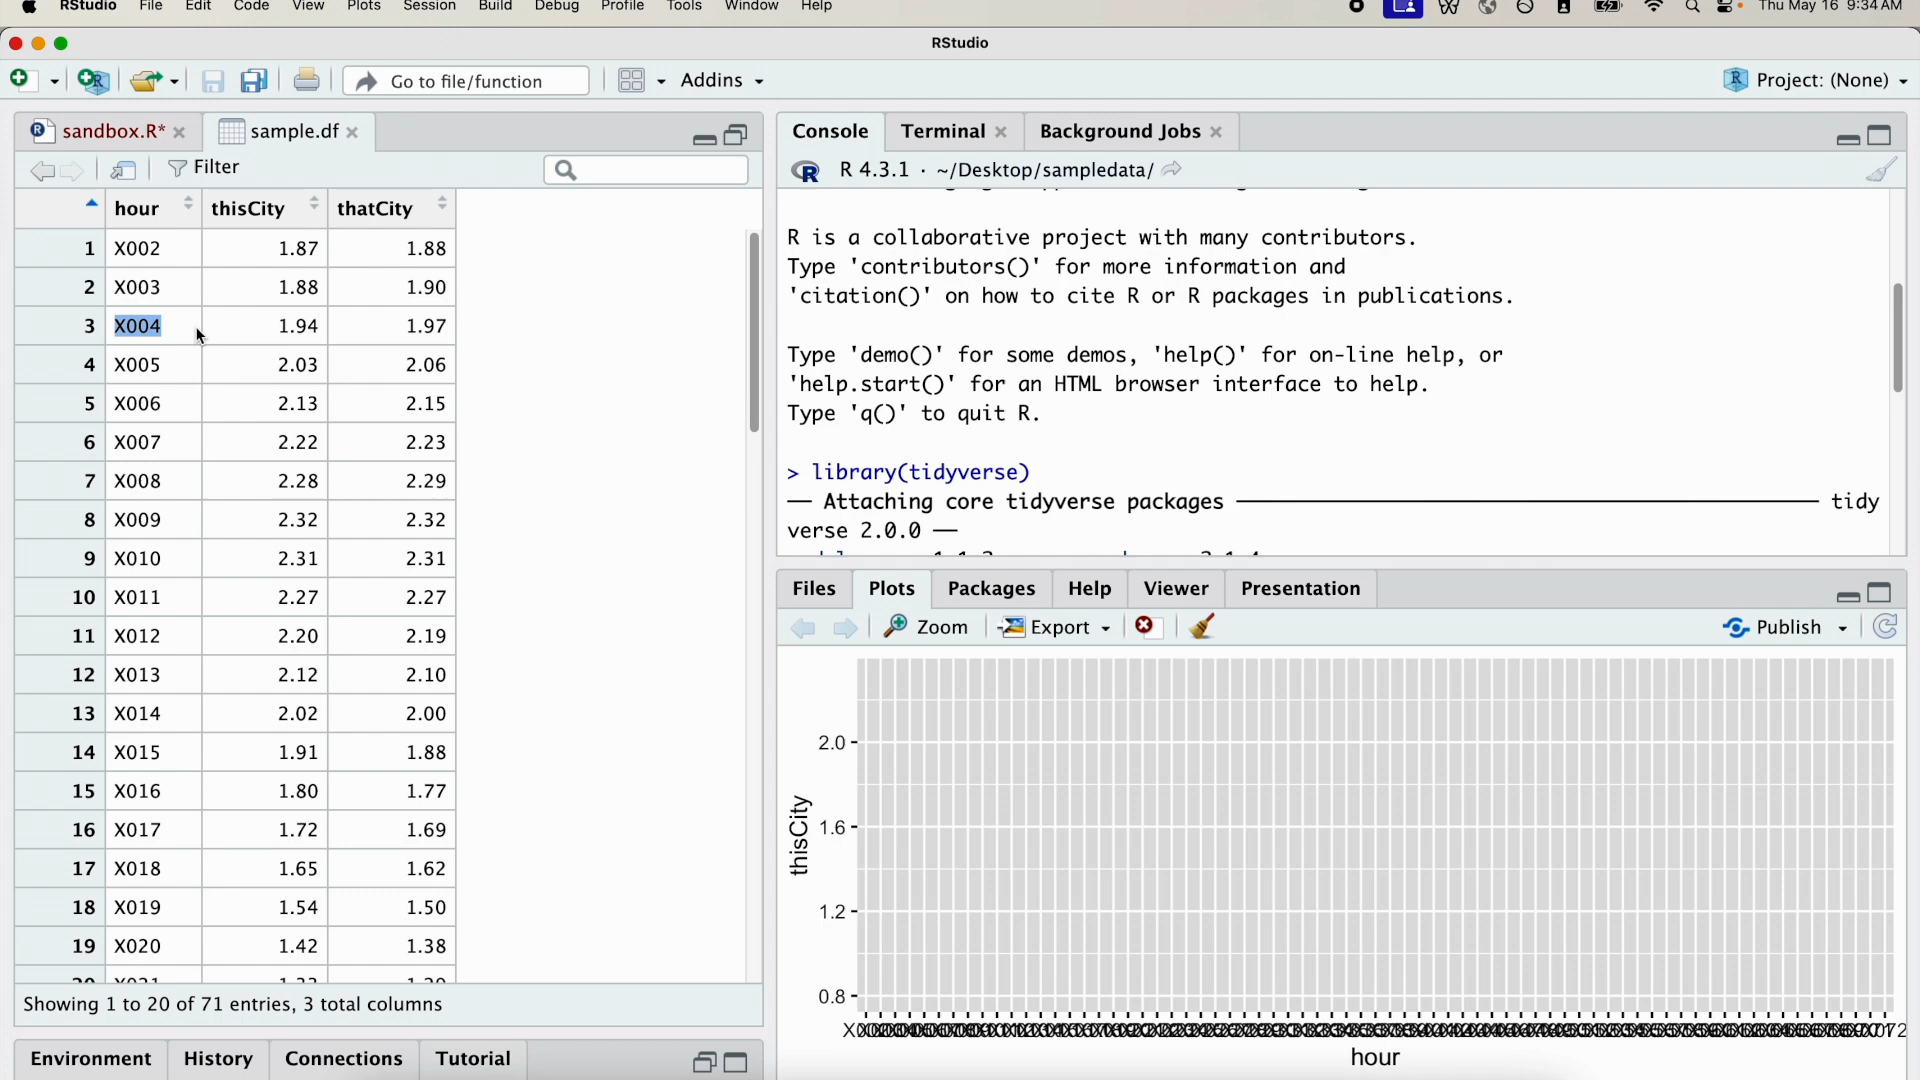 RStudio File Edit Code View Plots Session Build Debug Profile Tools Window Help Thu May 16 9:34 AM
RStudio
Go to file/function Addins Project: (None)
sandbox.R* sample.df
Filter
hour thisCity thatCity
1 X002 1.87 1.88
2 X003 1.88 1.90
3 X004 1.94 1.97
4 X005 2.03 2.06
5 X006 2.13 2.15
6 X007 2.22 2.23
7 X008 2.28 2.29
8 X009 2.32 2.32
9 X010 2.31 2.31
10 X011 2.27 2.27
11 X012 2.20 2.19
12 X013 2.12 2.10
13 X014 2.02 2.00
14 X015 1.91 1.88
15 X016 1.80 1.77
16 X017 1.72 1.69
17 X018 1.65 1.62
18 X019 1.54 1.50
19 X020 1.42 1.38
Showing 1 to 20 of 71 entries, 3 total columns
Environment History Connections Tutorial
Console Terminal Background Jobs
R 4.3.1 · ~/Desktop/sampledata/
R is a collaborative project with many contributors.
Type 'contributors()' for more information and
'citation()' on how to cite R or R packages in publications.
Type 'demo()' for some demos, 'help()' for on-line help, or
'help.start()' for an HTML browser interface to help.
Type 'q()' to quit R.
> library(tidyverse)
── Attaching core tidyverse packages ──────── tidy
verse 2.0.0 ──
Files Plots Packages Help Viewer Presentation
Zoom Export Publish
2.0
1.6
1.2
0.8
thisCity
hour